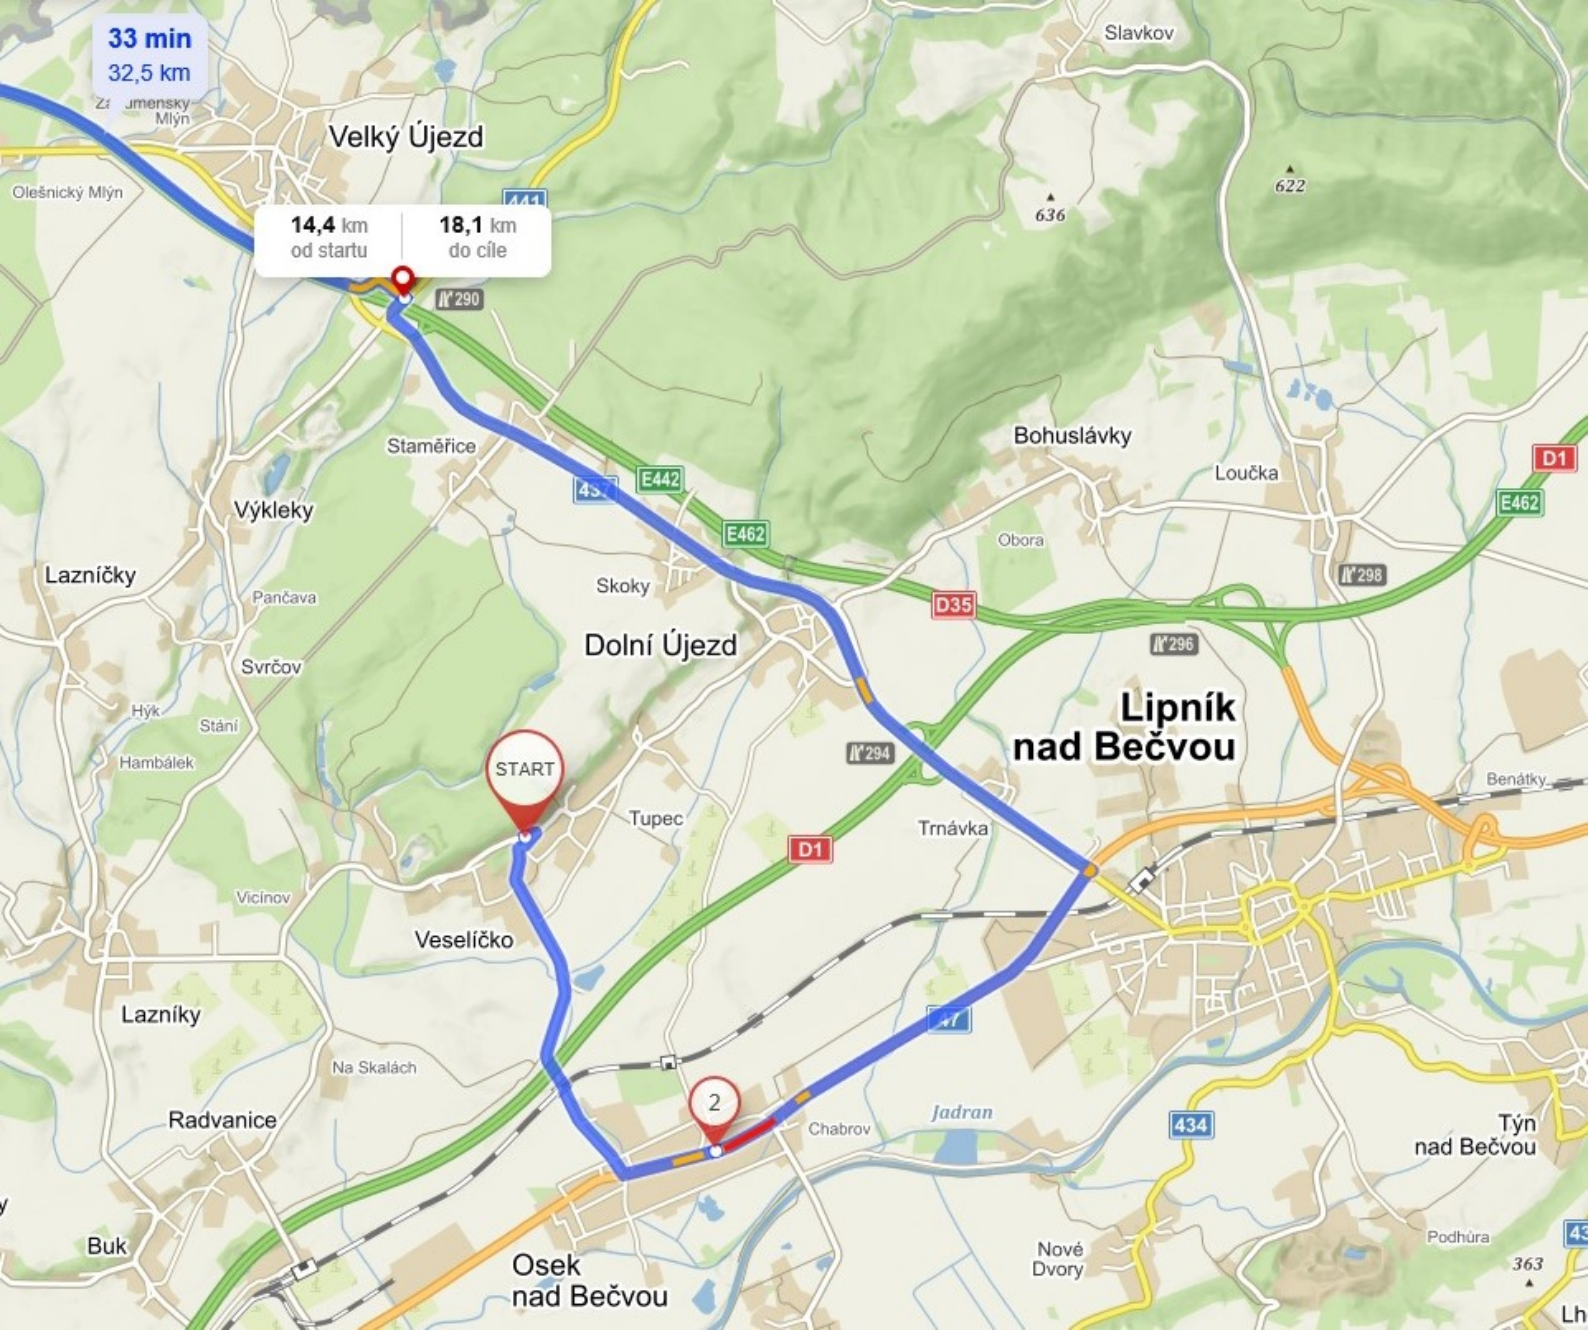 33 min
32,5 km
Mlýn
Slavkov
Velký Újezd
Olešnický Mlýn
441
622
636
14,4 km
od startu
18,1 km
do cíle
290
Bohuslávky
Staměřice
D1
Loučka
E442
437
E462
Výkleky
E462
Obora
Lazníčky
298
Skoky
Pančava
D35
Dolní Újezd
296
Svrčov
Hýk
Stání
Lipník
nad Bečvou
Hambálek
294
START
Benátky
Tupec
Trnávka
D1
Vicínov
Veselíčko
Lazníky
47
Na Skalách
2
Radvanice
Chabrov
Jadran
434
Týn
nad Bečvou
y
Buk
Osek
nad Bečvou
Nové
Dvory
Podhůra
43
363
Lh